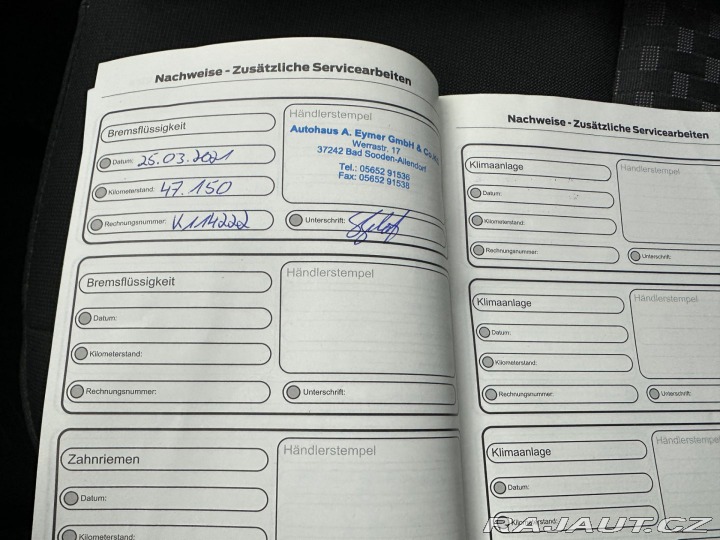 Nachweise - Zusätzliche Servicearbeiten
Bremsflüssigkeit
Datum: 25.03.2021
Kilometerstand: 47.150
Rechnungsnummer: K114222
Händlerstempel
Autohaus A. Eymer GmbH & Co.KG
Werrastr. 17
37242 Bad Sooden-Allendorf
Tel.: 05652 91536
Fax: 05652 91538
Unterschrift:
Bremsflüssigkeit
Datum:
Kilometerstand:
Rechnungsnummer:
Händlerstempel
Unterschrift:
Zahnriemen
Datum:
Kilometerstand:
Händlerstempel
Nachweise - Zusätzliche Servicearbeiten
Klimaanlage
Datum:
Kilometerstand:
Rechnungsnummer:
Händlerstempel
Unterschrift:
Klimaanlage
Datum:
Kilometerstand:
Rechnungsnummer:
Händlerstempel
Unterschrift:
Klimaanlage
Datum:
Kilometerstand:
Händlerstempel
RAJAUT.CZ